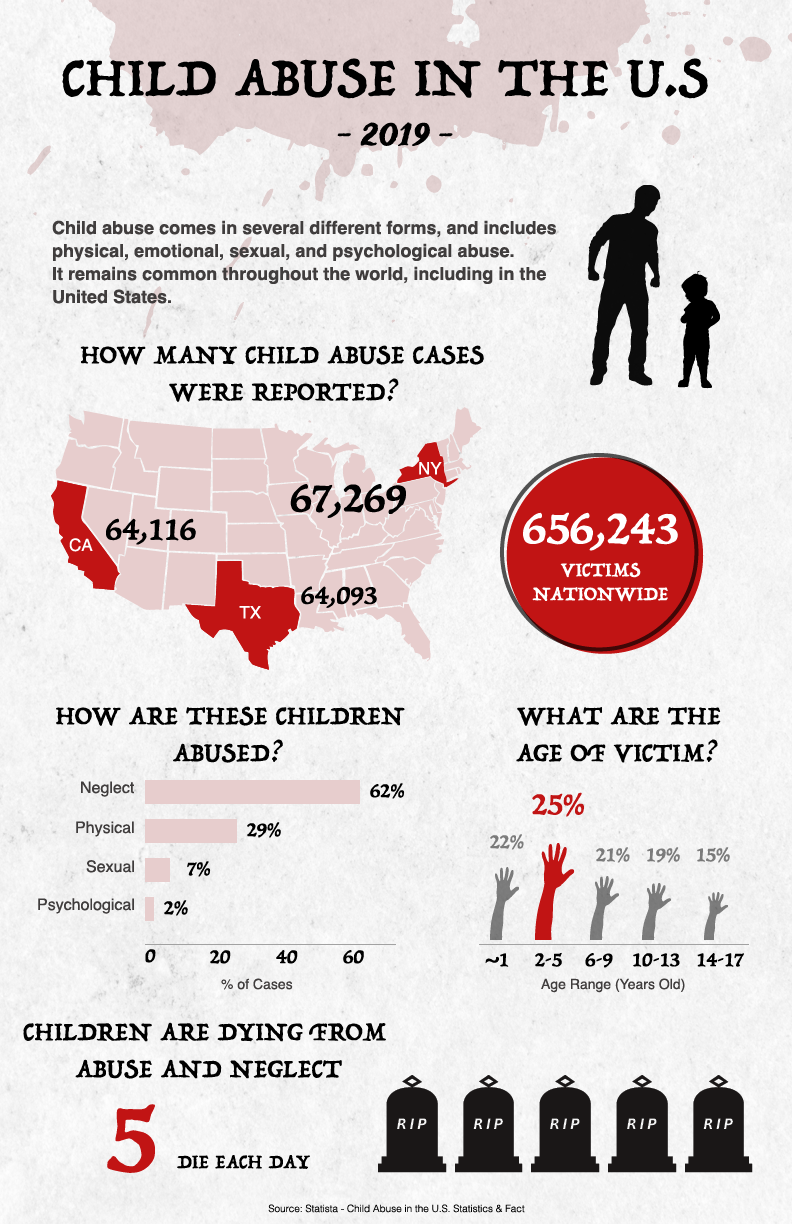 CHILD ABUSE IN THE U.S
- 2019 -
Child abuse comes in several different forms, and includes
physical, emotional, sexual, and psychological abuse.
It remains common throughout the world, including in the
United States.
HOW MANY CHILD ABUSE CASES
WERE REPORTED?
NY
67,269
CA
64,116
TX
64,093
656,243
VICTIMS
NATIONWIDE
HOW ARE THESE CHILDREN
ABUSED?
Neglect 62%
Physical 29%
Sexual 7%
Psychological 2%
0 20 40 60
% of Cases
WHAT ARE THE
AGE OF VICTIM?
25%
22% 21% 19% 15%
~1 2-5 6-9 10-13 14-17
Age Range (Years Old)
CHILDREN ARE DYING FROM
ABUSE AND NEGLECT
5 DIE EACH DAY
RIP RIP RIP RIP RIP
Source: Statista - Child Abuse in the U.S. Statistics & Fact